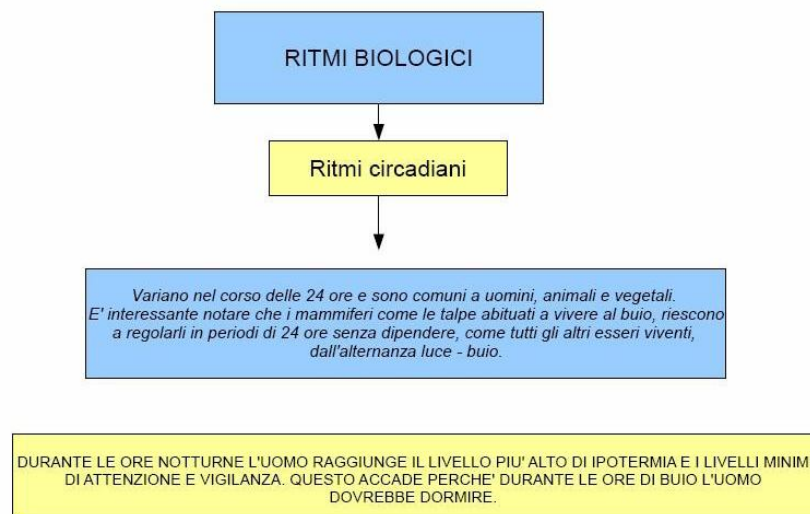 RITMI BIOLOGICI
Ritmi circadiani
Variano nel corso delle 24 ore e sono comuni a uomini, animali e vegetali.
E' interessante notare che i mammiferi come le talpe abituati a vivere al buio, riescono
a regolarli in periodi di 24 ore senza dipendere, come tutti gli altri esseri viventi,
dall'alternanza luce - buio.
DURANTE LE ORE NOTTURNE L'UOMO RAGGIUNGE IL LIVELLO PIU' ALTO DI IPOTERMIA E I LIVELLI MINIMI
DI ATTENZIONE E VIGILANZA. QUESTO ACCADE PERCHE' DURANTE LE ORE DI BUIO L'UOMO
DOVREBBE DORMIRE.